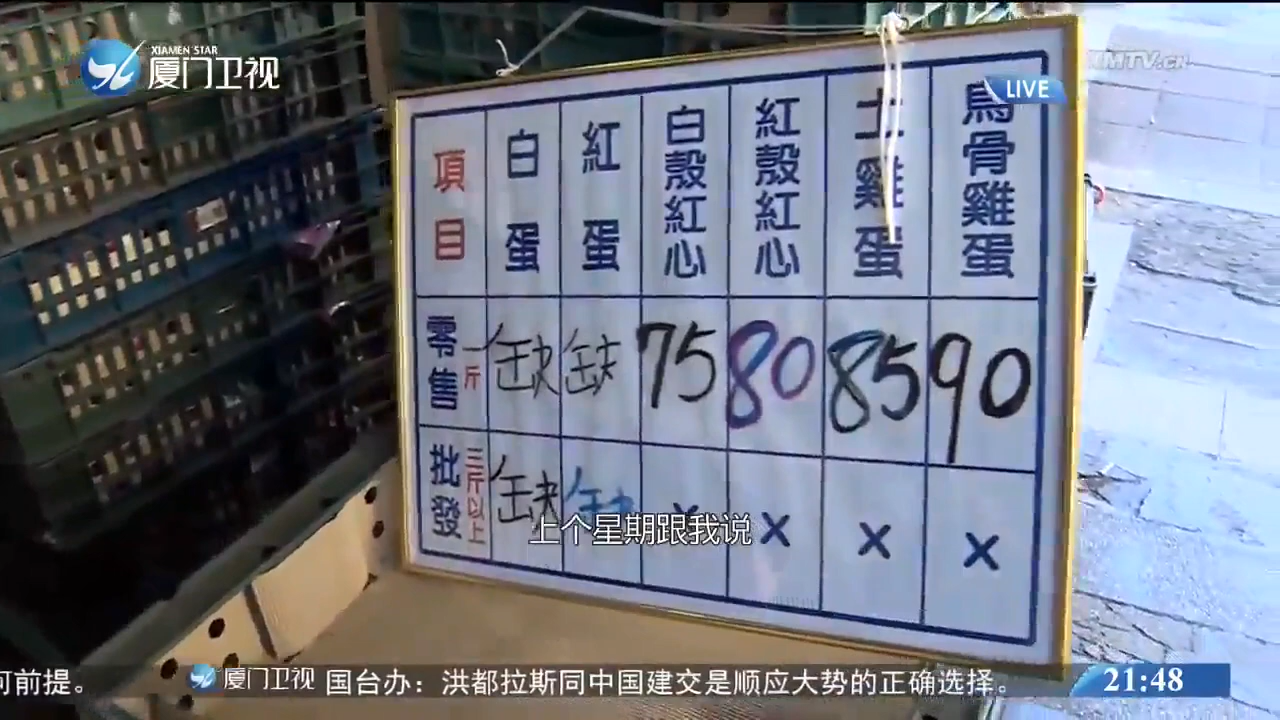 XIAMEN STAR
厦门卫视
LIVE
項目 白蛋 紅蛋 白殼紅心 紅殼紅心 土雞蛋 烏骨雞蛋
零售 一斤 缺 缺 75 80 85 90
批發 三斤以上 缺 缺 × × × ×
上个星期跟我说
可前提。 厦门卫视 国台办：洪都拉斯同中国建交是顺应大势的正确选择。 21:48